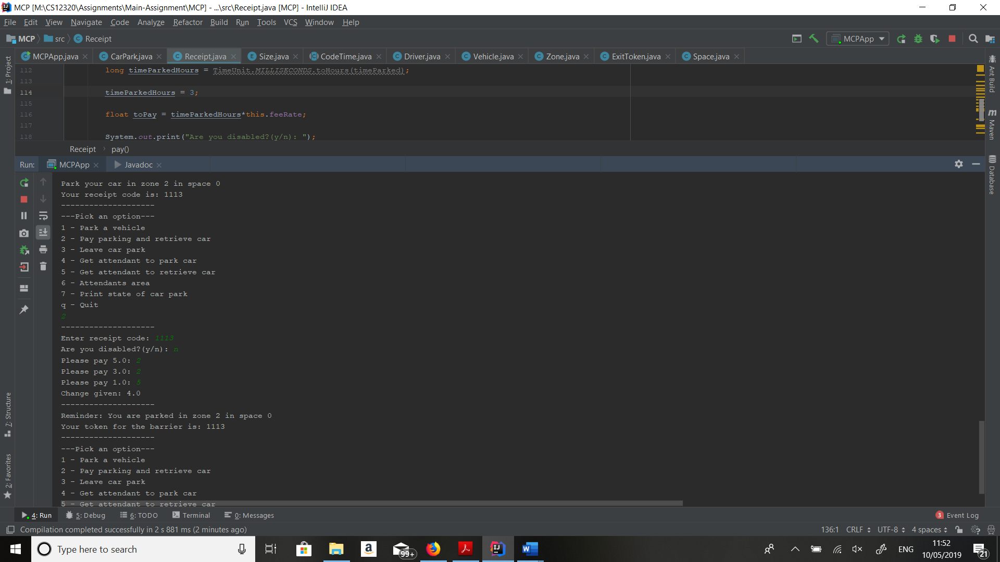 MCP [M:\CS12320\Assignments\Main-Assignment\MCP] - ...\src\Receipt.java [MCP] - IntelliJ IDEA
File Edit View Navigate Code Analyze Refactor Build Run Tools VCS Window Help
MCP src Receipt MCPApp
MCPApp.java CarPark.java Receipt.java Size.java CodeTime.java Driver.java Vehicle.java Zone.java ExitToken.java Space.java
1: Project
Ant Build
Maven
Database
112 long timeParkedHours = TimeUnit.MILLISECONDS.toHours(timeParked);
113
114 timeParkedHours = 3;
115
116 float toPay = timeParkedHours*this.feeRate;
117
118 System.out.print("Are you disabled?(y/n): ");
Receipt pay()
Run: MCPApp Javadoc
Park your car in zone 2 in space 0
Your receipt code is: 1113
--------------------
---Pick an option---
1 - Park a vehicle
2 - Pay parking and retrieve car
3 - Leave car park
4 - Get attendant to park car
5 - Get attendant to retrieve car
6 - Attendants area
7 - Print state of car park
q - Quit
2
--------------------
Enter receipt code: 1113
Are you disabled?(y/n): n
Please pay 5.0: 2
Please pay 3.0: 2
Please pay 1.0: 5
Change given: 4.0
--------------------
Reminder: You are parked in zone 2 in space 0
Your token for the barrier is: 1113
--------------------
---Pick an option---
1 - Park a vehicle
2 - Pay parking and retrieve car
3 - Leave car park
4 - Get attendant to park car
5 - Get attendant to retrieve car
7: Structure
2: Favorites
4: Run 5: Debug 6: TODO Terminal 0: Messages 3 Event Log
Compilation completed successfully in 2 s 881 ms (2 minutes ago) 136:1 CRLF UTF-8 4 spaces
Type here to search 99+ ENG 11:52
10/05/2019 21